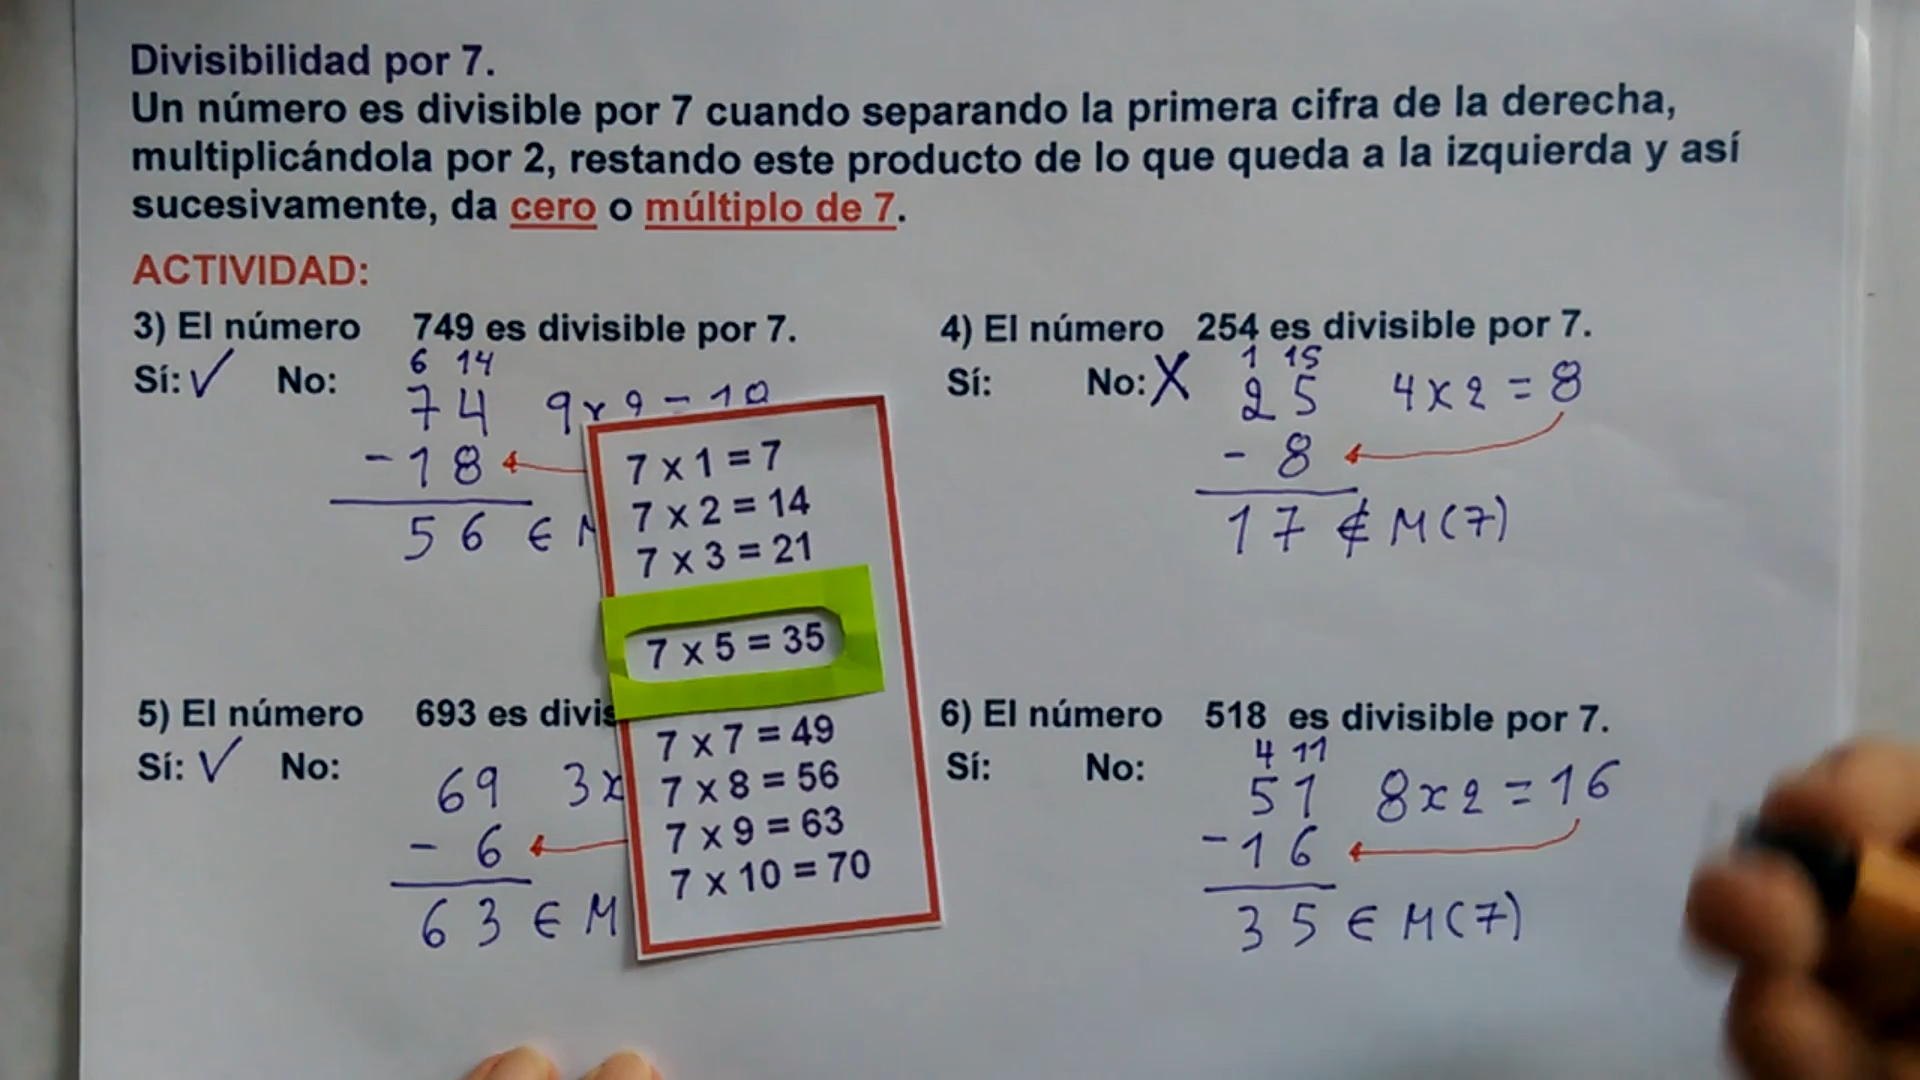 Divisibilidad por 7.
Un número es divisible por 7 cuando separando la primera cifra de la derecha,
multiplicándola por 2, restando este producto de lo que queda a la izquierda y así
sucesivamente, da cero o múltiplo de 7.
ACTIVIDAD:
3) El número 749 es divisible por 7.
Sí: ✓ No:
6 14
74
-18
56 ∈
4) El número 254 es divisible por 7.
Sí: No: X
1 15
25 4 x 2 = 8
- 8
17 ∉ M(7)
7 x 1 = 7
7 x 2 = 14
7 x 3 = 21
7 x 5 = 35
7 x 7 = 49
7 x 8 = 56
7 x 9 = 63
7 x 10 = 70
5) El número 693 es divis
Sí: ✓ No:
69 3x
- 6
63 ∈ M
6) El número 518 es divisible por 7.
Sí: No:
4 11
51 8 x 2 = 16
-16
35 ∈ M(7)